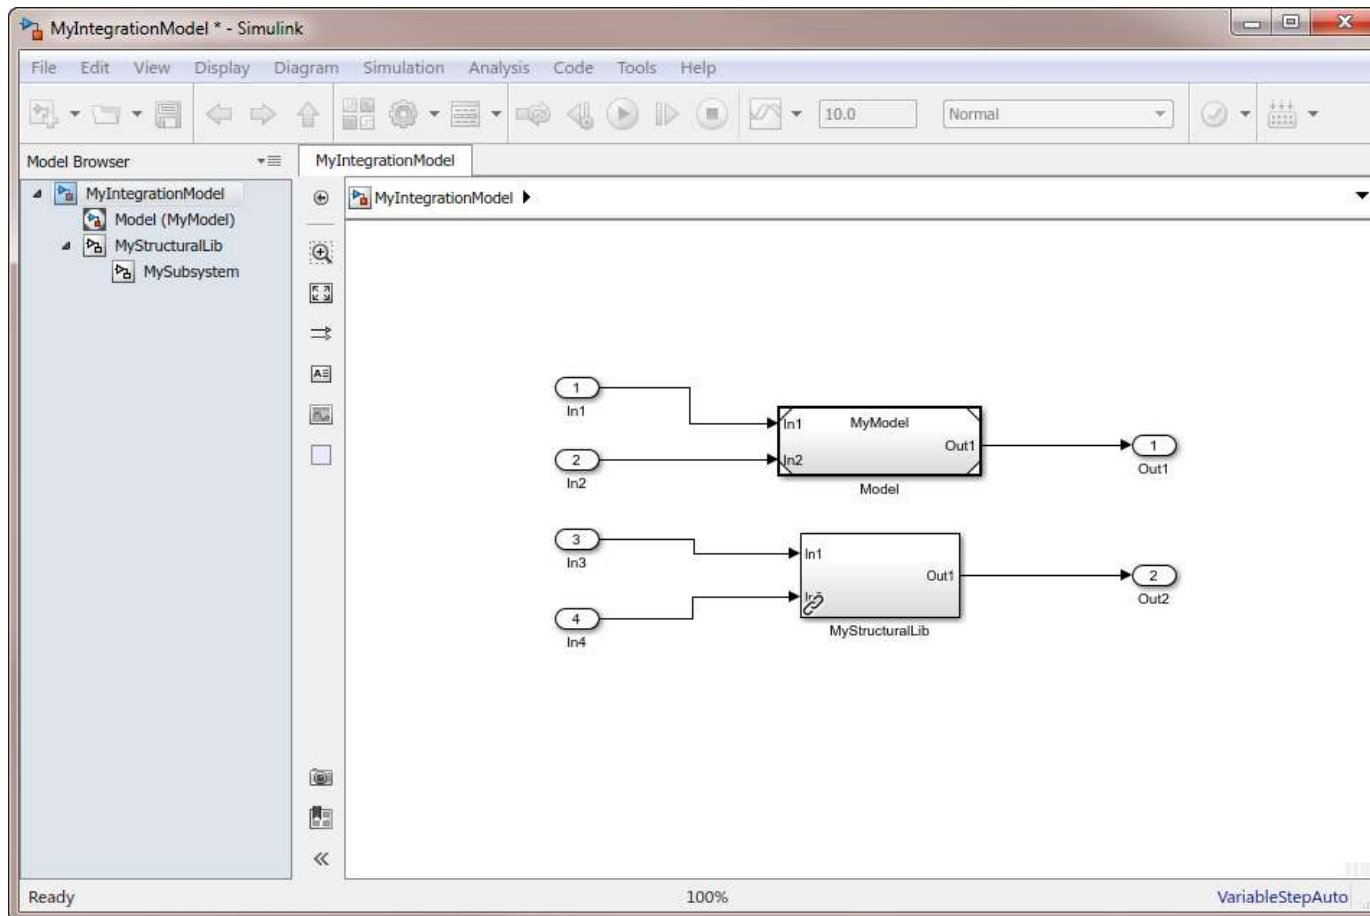 MyIntegrationModel * - Simulink
File Edit View Display Diagram Simulation Analysis Code Tools Help
10.0 Normal
Model Browser
MyIntegrationModel
MyIntegrationModel
MyIntegrationModel
Model (MyModel)
MyStructuralLib
MySubsystem
1
In1
2
In2
In1 MyModel
Out1
In2
Model
1
Out1
3
In3
4
In4
In1
Out1
MyStructuralLib
2
Out2
Ready 100% VariableStepAuto